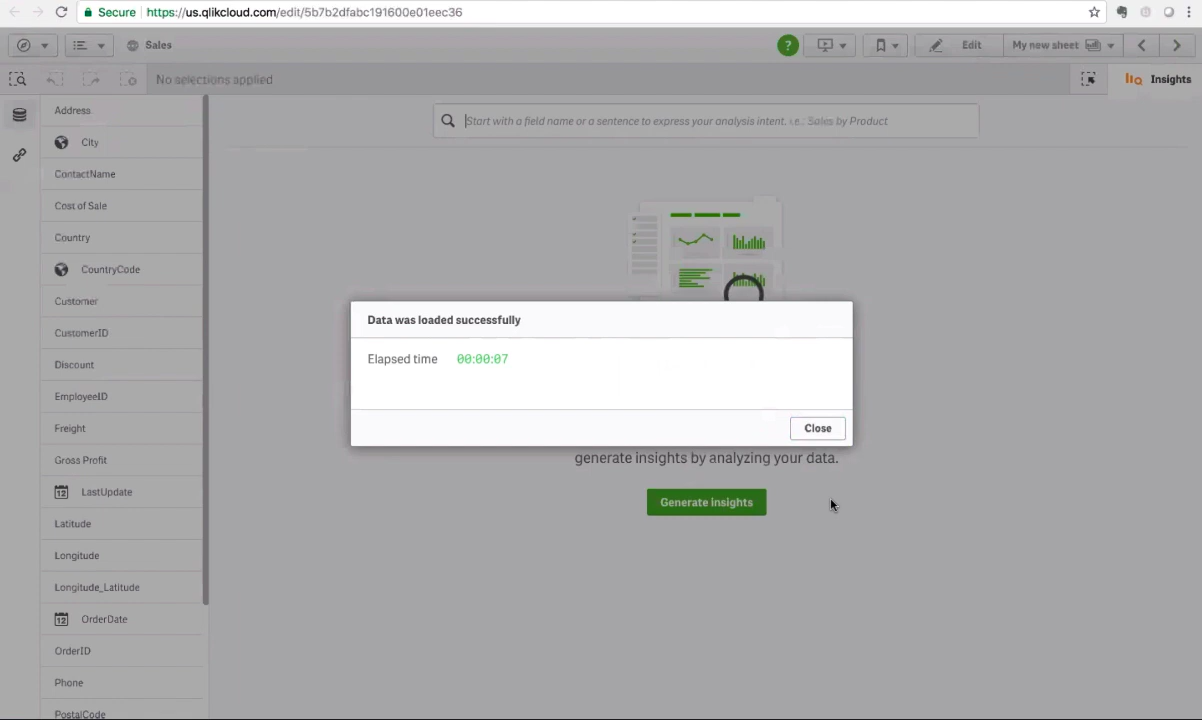 Secure https://us.qlikcloud.com/edit/5b7b2dfabc191600e01eec36
Sales ? Edit My new sheet
No selections applied Insights
Start with a field name or a sentence to express your analysis intent. i.e.: Sales by Product
Address
City
ContactName
Cost of Sale
Country
CountryCode
Customer
CustomerID
Discount
EmployeeID
Freight
Gross Profit
12 LastUpdate
Latitude
Longitude
Longitude_Latitude
12 OrderDate
OrderID
Phone
PostalCode
Data was loaded successfully
Elapsed time 00:00:07
Close
generate insights by analyzing your data.
Generate insights